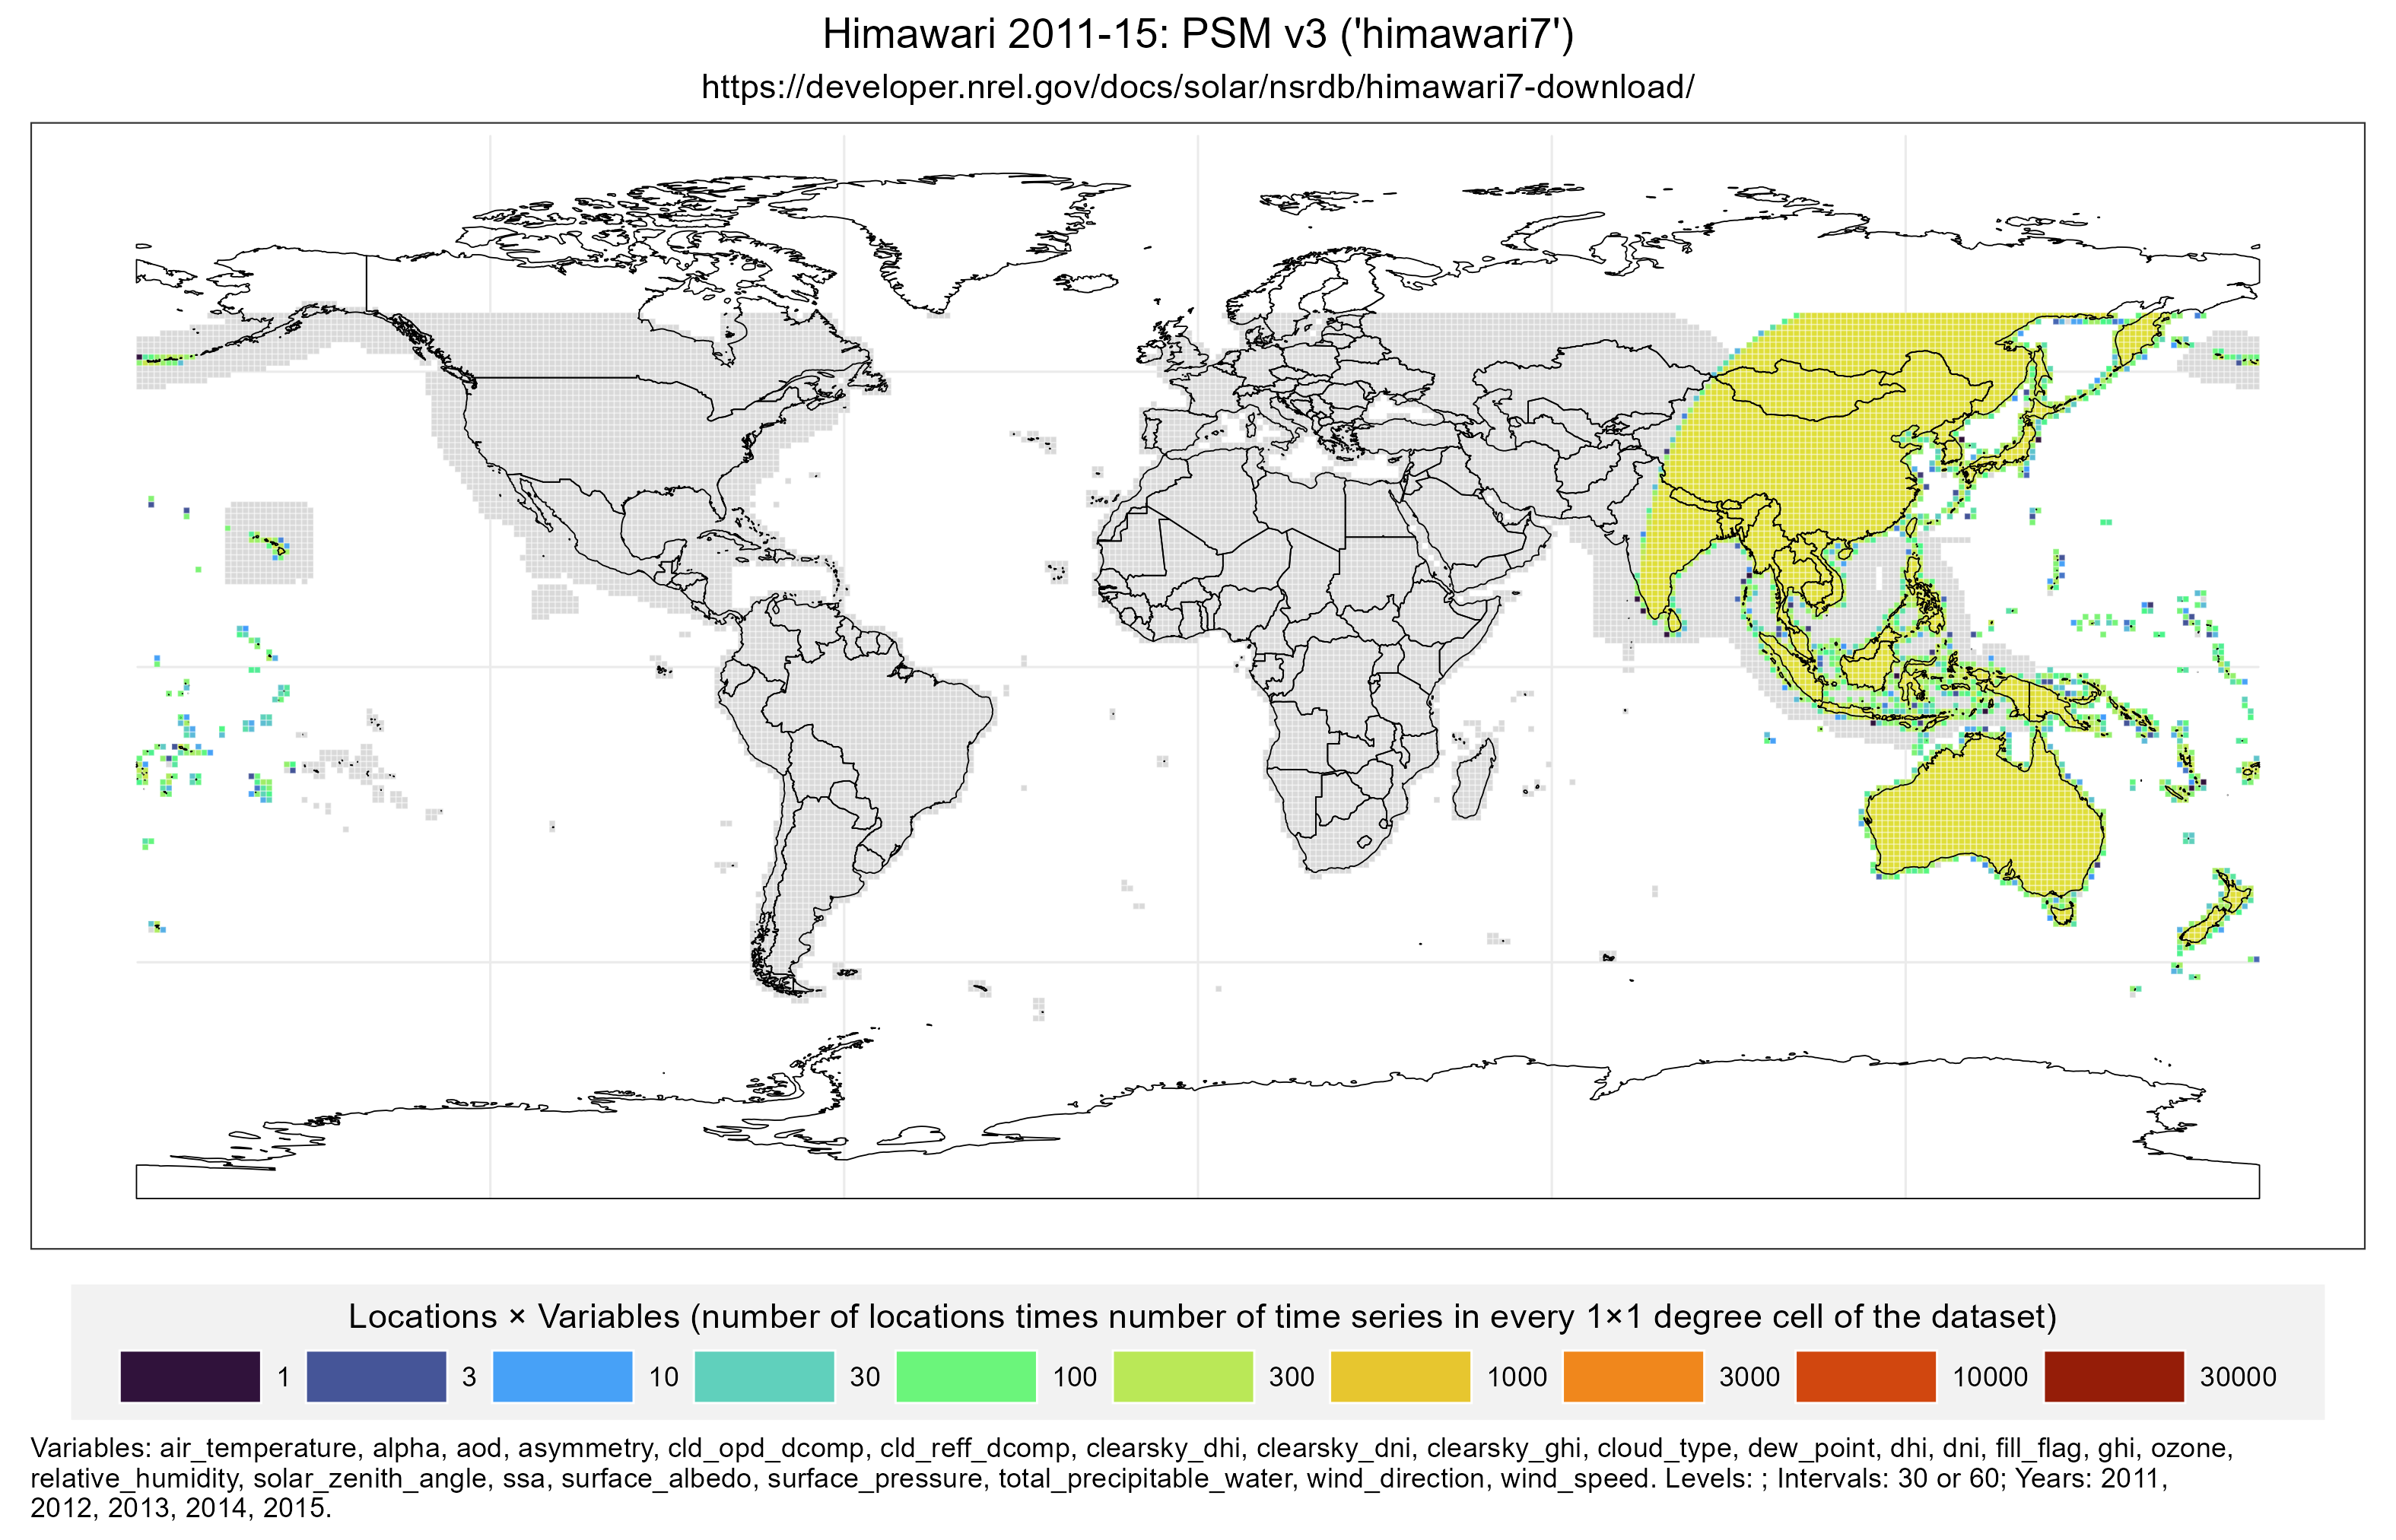 Himawari 2011-15: PSM v3 ('himawari7')
https://developer.nrel.gov/docs/solar/nsrdb/himawari7-download/
Locations × Variables (number of locations times number of time series in every 1×1 degree cell of the dataset)
1 3 10 30 100 300 1000 3000 10000 30000
Variables: air_temperature, alpha, aod, asymmetry, cld_opd_dcomp, cld_reff_dcomp, clearsky_dhi, clearsky_dni, clearsky_ghi, cloud_type, dew_point, dhi, dni, fill_flag, ghi, ozone,
relative_humidity, solar_zenith_angle, ssa, surface_albedo, surface_pressure, total_precipitable_water, wind_direction, wind_speed. Levels: ; Intervals: 30 or 60; Years: 2011,
2012, 2013, 2014, 2015.